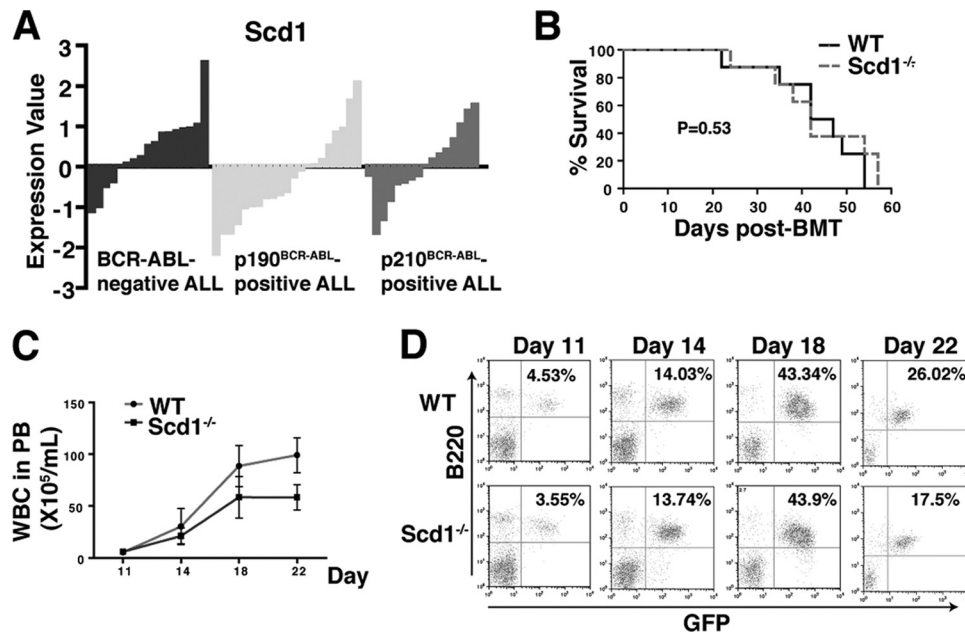 A
Scd1
Expression Value
3
2
1
0
-1
-2
-3
BCR-ABL-
negative ALL
p190BCR-ABL-
positive ALL
p210BCR-ABL-
positive ALL
B
WT
Scd1-/-
% Survival
100
80
60
40
20
0
P=0.53
0 10 20 30 40 50 60
Days post-BMT
C
WT
Scd1-/-
WBC in PB
(X10⁵/mL)
150
100
50
0
11 14 18 22 Day
D
Day 11 Day 14 Day 18 Day 22
WT
B220
4.53% 14.03% 43.34% 26.02%
Scd1-/-
3.55% 13.74% 43.9% 17.5%
GFP